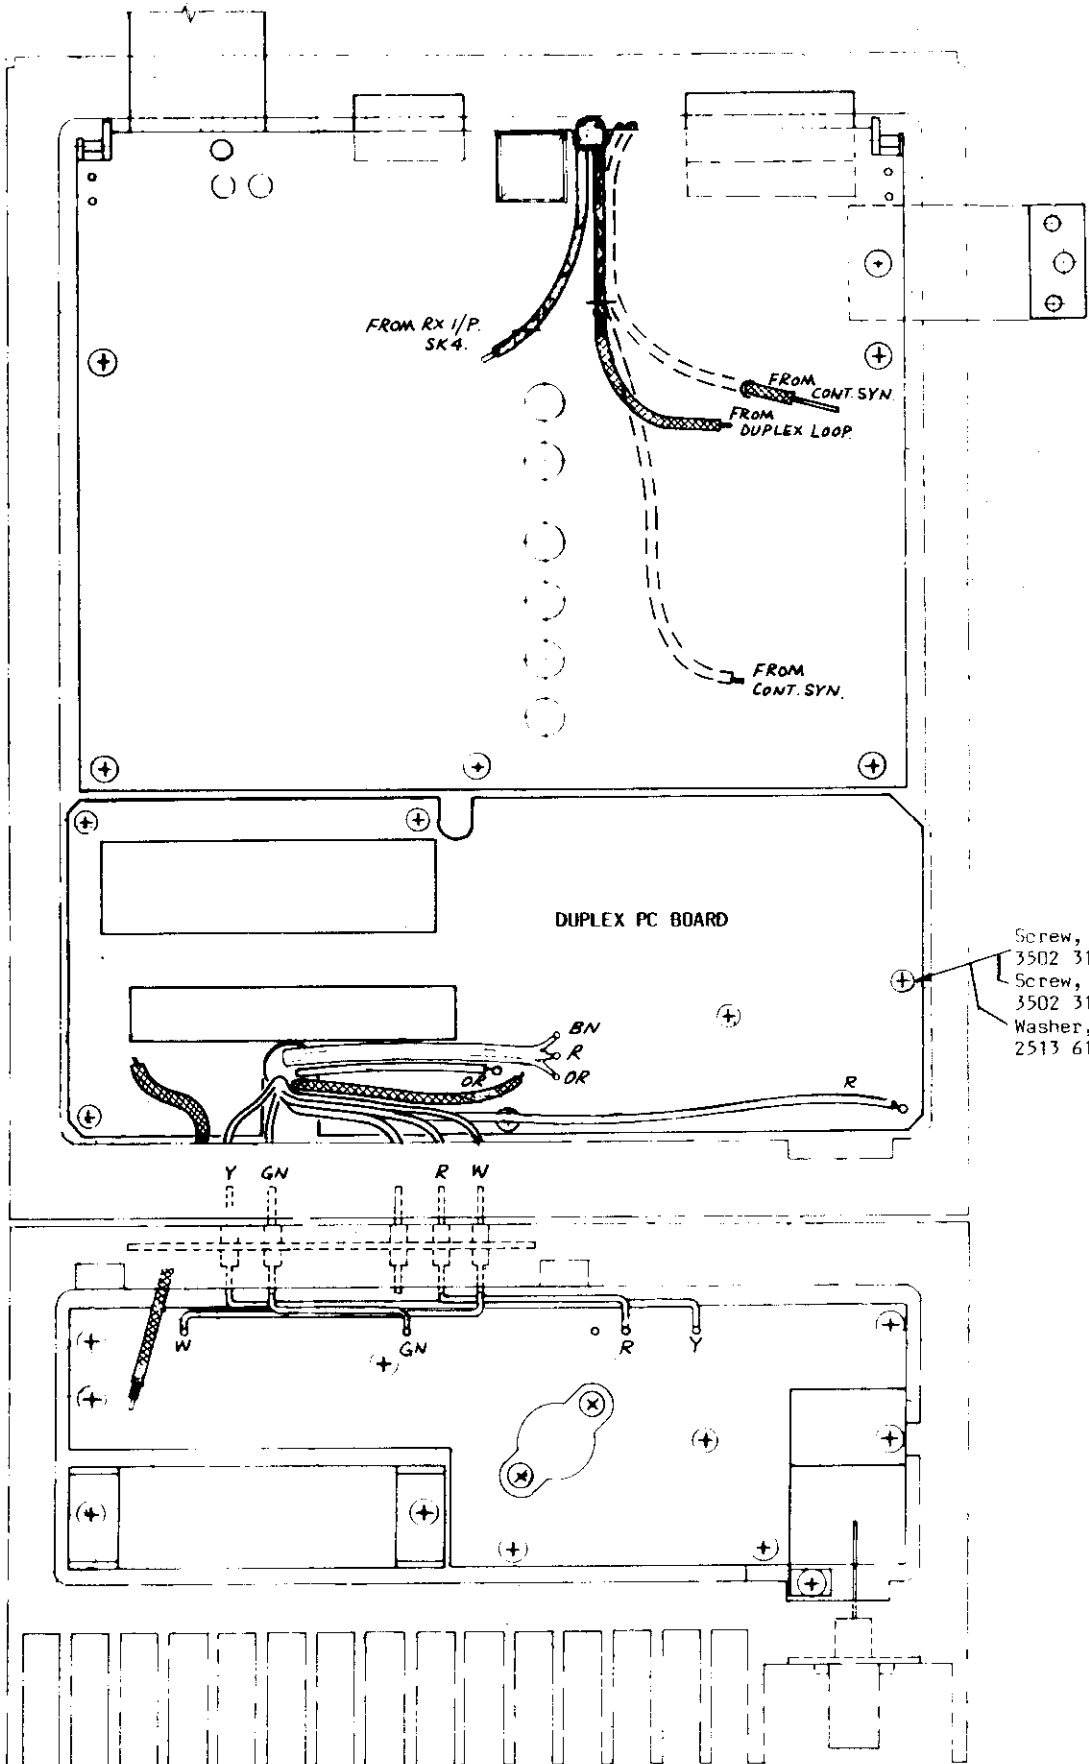 FROM RX I/P.
SK4.
FROM
CONT. SYN.
FROM
DUPLEX LOOP.
FROM
CONT. SYN.
DUPLEX PC BOARD
Screw,
3502 31
Screw,
3502 31
Washer,
2513 61
BN
R
OR
OR
R
Y GN R W
W GN R Y